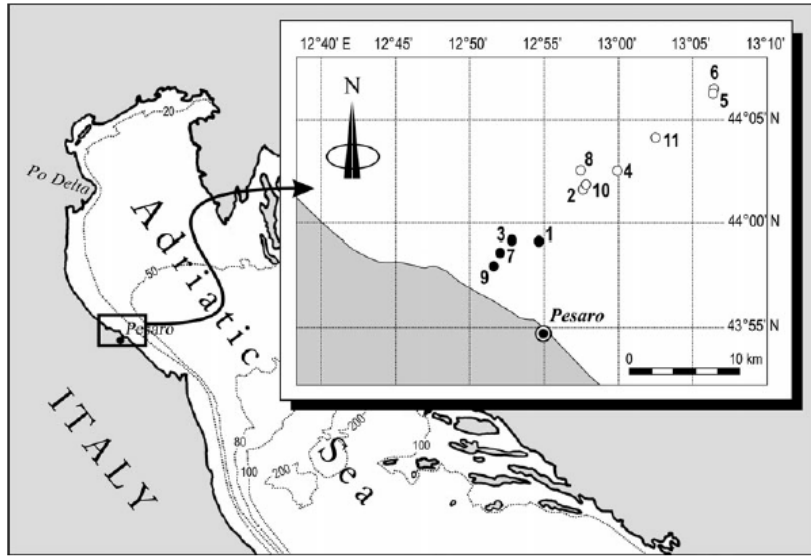 12°40' E 12°45' 12°50' 12°55' 13°00' 13°05' 13°10'
N
6
5
44°05' N
11
8
4
2 10
44°00' N
3 1
7
9
Pesaro
43°55' N
0 10 km
20
Po Delta
Adriatic
Sea
50
Pesaro
ITALY
80
100
200
200
100
100